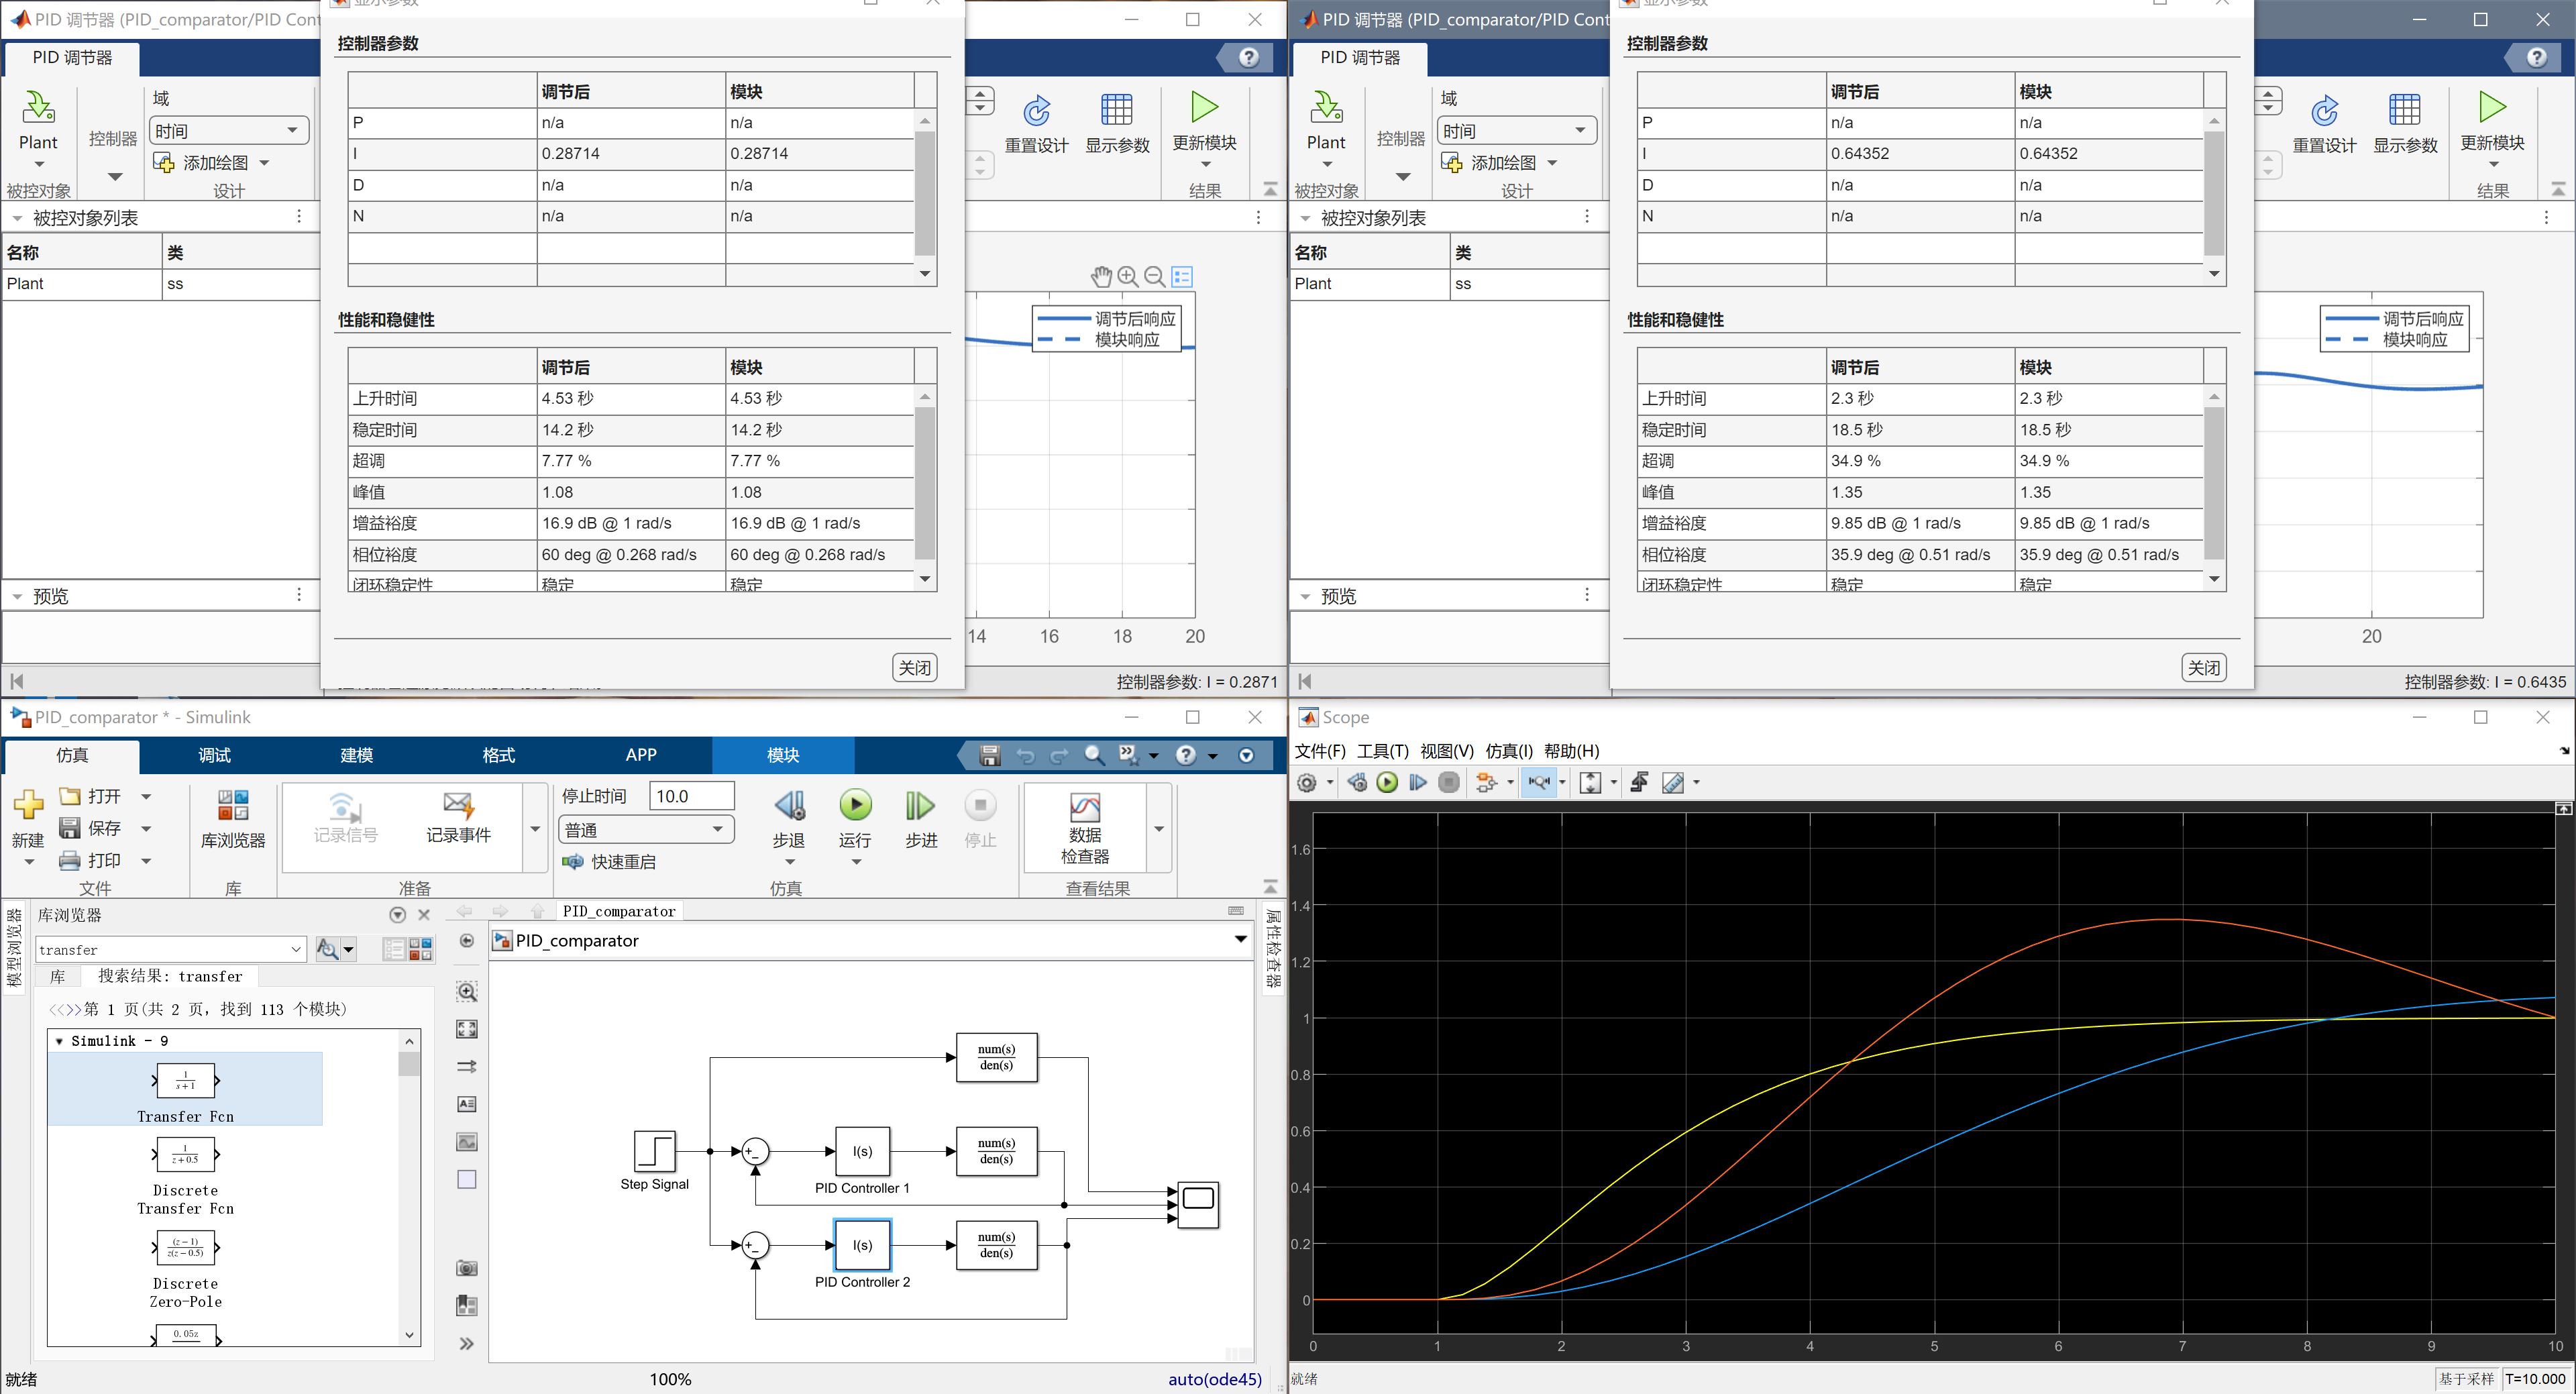 PID 调节器 (PID_comparator/PID Cont
显示参数
PID 调节器
Plant
被控对象
控制器
域
时间
添加绘图
设计
重置设计
显示参数
更新模块
结果
被控对象列表
名称 类
Plant ss
预览
控制器参数
调节后 模块
P n/a n/a
I 0.28714 0.28714
D n/a n/a
N n/a n/a
性能和稳健性
调节后 模块
上升时间 4.53 秒 4.53 秒
稳定时间 14.2 秒 14.2 秒
超调 7.77 % 7.77 %
峰值 1.08 1.08
增益裕度 16.9 dB @ 1 rad/s 16.9 dB @ 1 rad/s
相位裕度 60 deg @ 0.268 rad/s 60 deg @ 0.268 rad/s
闭环稳定性 稳定 稳定
关闭
调节后响应
模块响应
14 16 18 20
控制器参数: I = 0.2871
PID 调节器 (PID_comparator/PID Cont
显示参数
PID 调节器
Plant
被控对象
控制器
域
时间
添加绘图
设计
重置设计
显示参数
更新模块
结果
被控对象列表
名称 类
Plant ss
预览
控制器参数
调节后 模块
P n/a n/a
I 0.64352 0.64352
D n/a n/a
N n/a n/a
性能和稳健性
调节后 模块
上升时间 2.3 秒 2.3 秒
稳定时间 18.5 秒 18.5 秒
超调 34.9 % 34.9 %
峰值 1.35 1.35
增益裕度 9.85 dB @ 1 rad/s 9.85 dB @ 1 rad/s
相位裕度 35.9 deg @ 0.51 rad/s 35.9 deg @ 0.51 rad/s
闭环稳定性 稳定 稳定
关闭
调节后响应
模块响应
20
控制器参数: I = 0.6435
PID_comparator * - Simulink
仿真 调试 建模 格式 APP 模块
新建
打开
保存
打印
文件
库浏览器
库
记录信号
记录事件
准备
停止时间 10.0
普通
快速重启
步退
运行
步进
停止
仿真
数据
检查器
查看结果
模型浏览器
库浏览器
transfer
库 搜索结果: transfer
<<>>第 1 页(共 2 页, 找到 113 个模块)
Simulink - 9
1
s+1
Transfer Fcn
1
z+0.5
Discrete
Transfer Fcn
(z-1)
z(z-0.5)
Discrete
Zero-Pole
0.05z
PID_comparator
PID_comparator
属性检查器
num(s)
den(s)
Step Signal
+
-
I(s)
PID Controller 1
num(s)
den(s)
+
-
I(s)
PID Controller 2
num(s)
den(s)
就绪
100%
auto(ode45)
Scope
文件(F) 工具(T) 视图(V) 仿真(I) 帮助(H)
1.6
1.4
1.2
1
0.8
0.6
0.4
0.2
0
0 1 2 3 4 5 6 7 8 9 10
就绪
基于采样 T=10.000